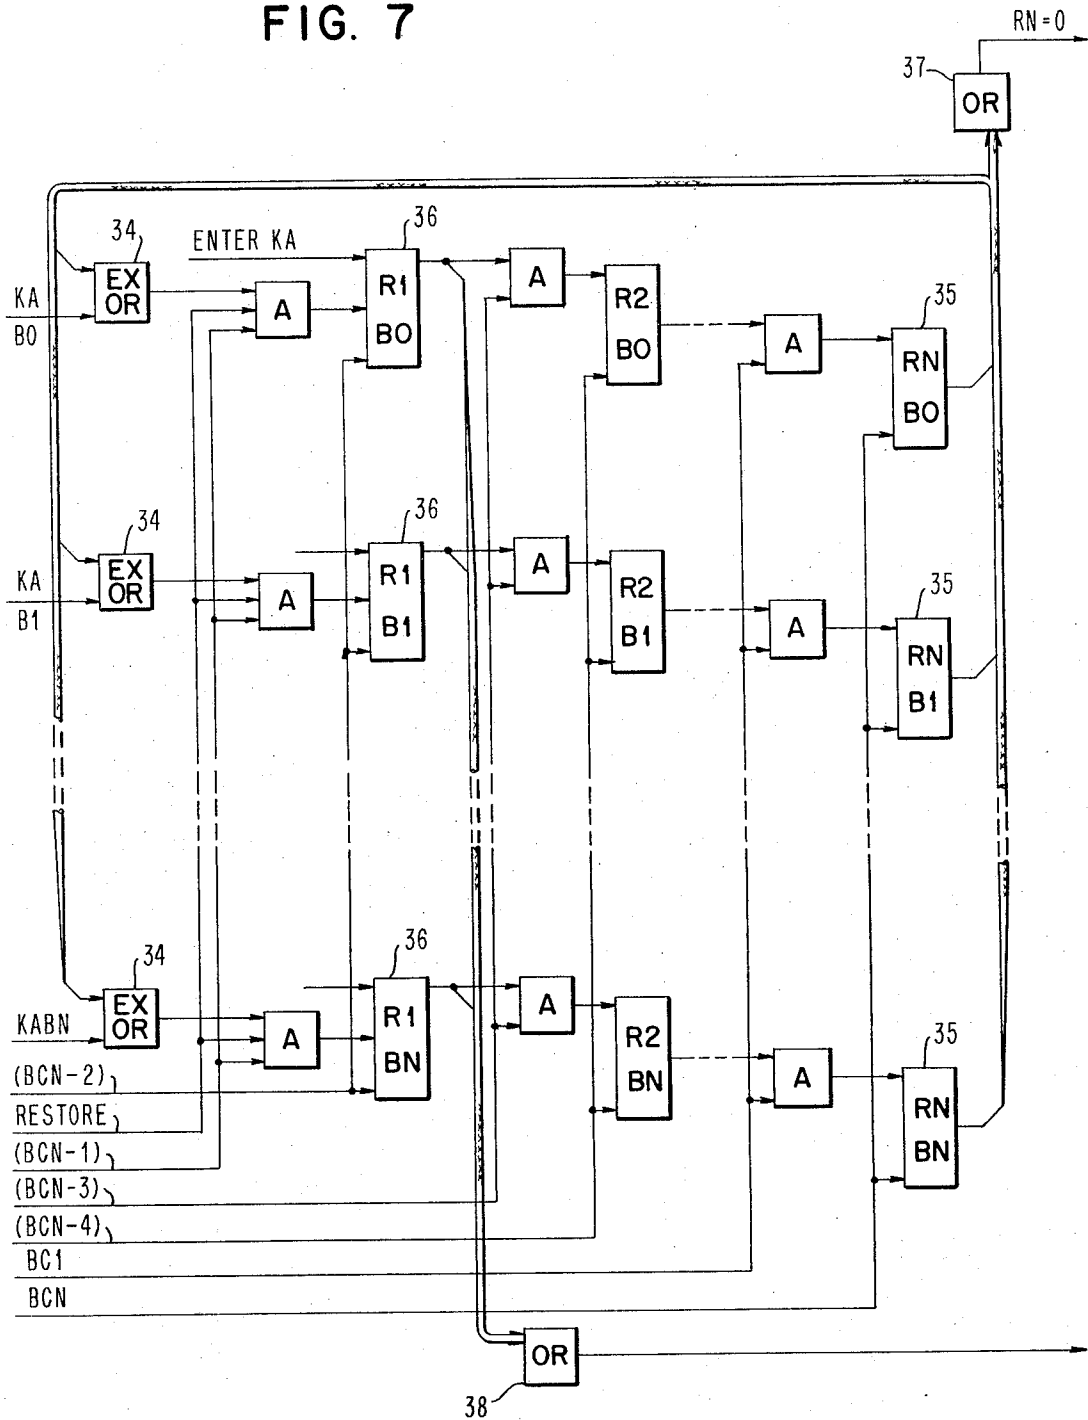 FIG. 7
RN=0
37
OR
34
ENTER KA
36
EX
OR
A
R1
B0
A
R2
B0
A
35
RN
B0
KA
B0
34
36
EX
OR
A
R1
B1
A
R2
B1
A
35
RN
B1
KA
B1
34
36
EX
OR
A
R1
BN
A
R2
BN
A
35
RN
BN
KABN
(BCN-2)
RESTORE
(BCN-1)
(BCN-3)
(BCN-4)
BC1
BCN
OR
38